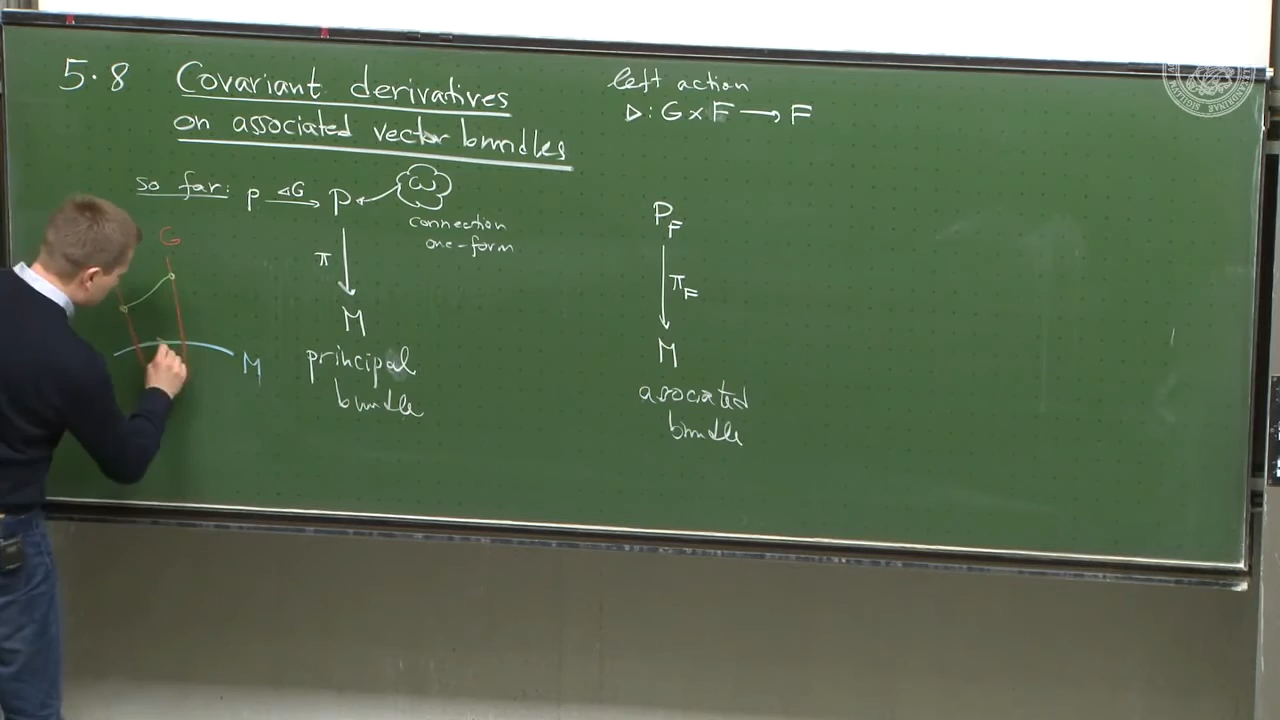 5.8 Covariant derivatives
on associated vector bundles
left action
▷: G × F ⟶ F
so far: P ⟶ P
◁G
ω
connection
one-form
π
M
principal
bundle
G
M
P_F
π_F
M
asociated
bundle